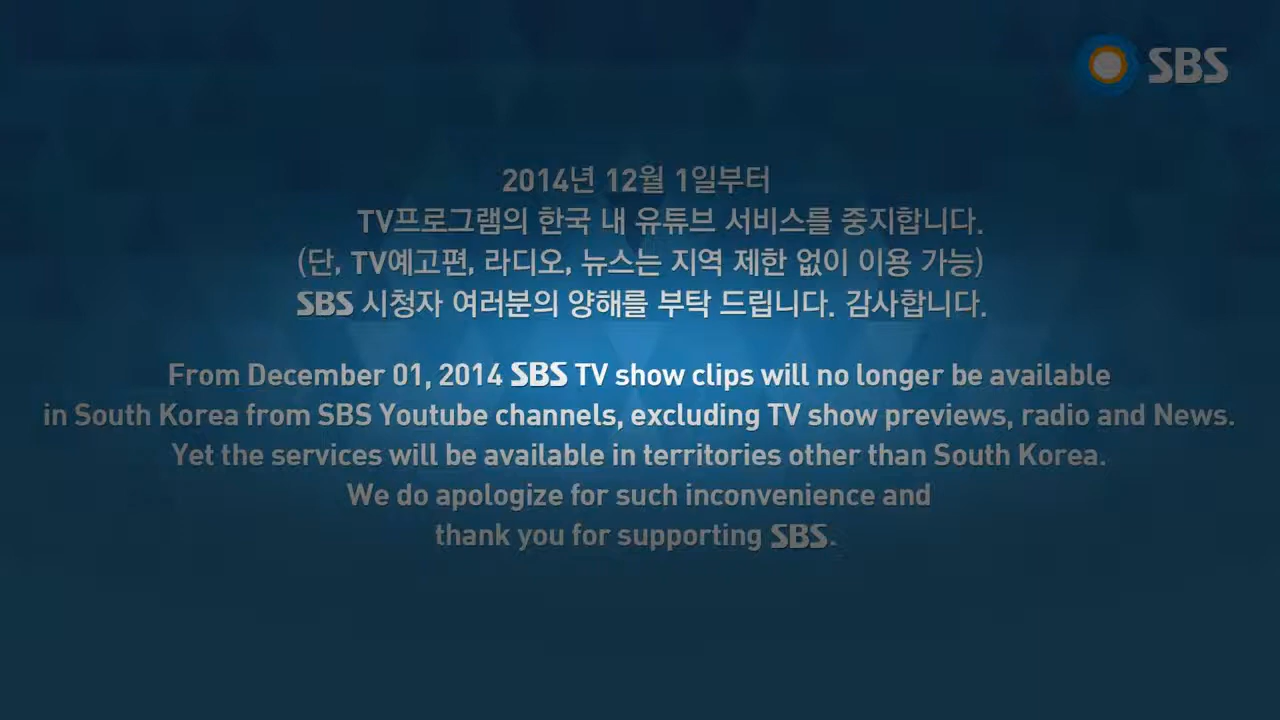 SBS
2014년 12월 1일부터
TV프로그램의 한국 내 유튜브 서비스를 중지합니다.
(단, TV예고편, 라디오, 뉴스는 지역 제한 없이 이용 가능)
SBS 시청자 여러분의 양해를 부탁 드립니다. 감사합니다.
From December 01, 2014 SBS TV show clips will no longer be available
in South Korea from SBS Youtube channels, excluding TV show previews, radio and News.
Yet the services will be available in territories other than South Korea.
We do apologize for such inconvenience and
thank you for supporting SBS.